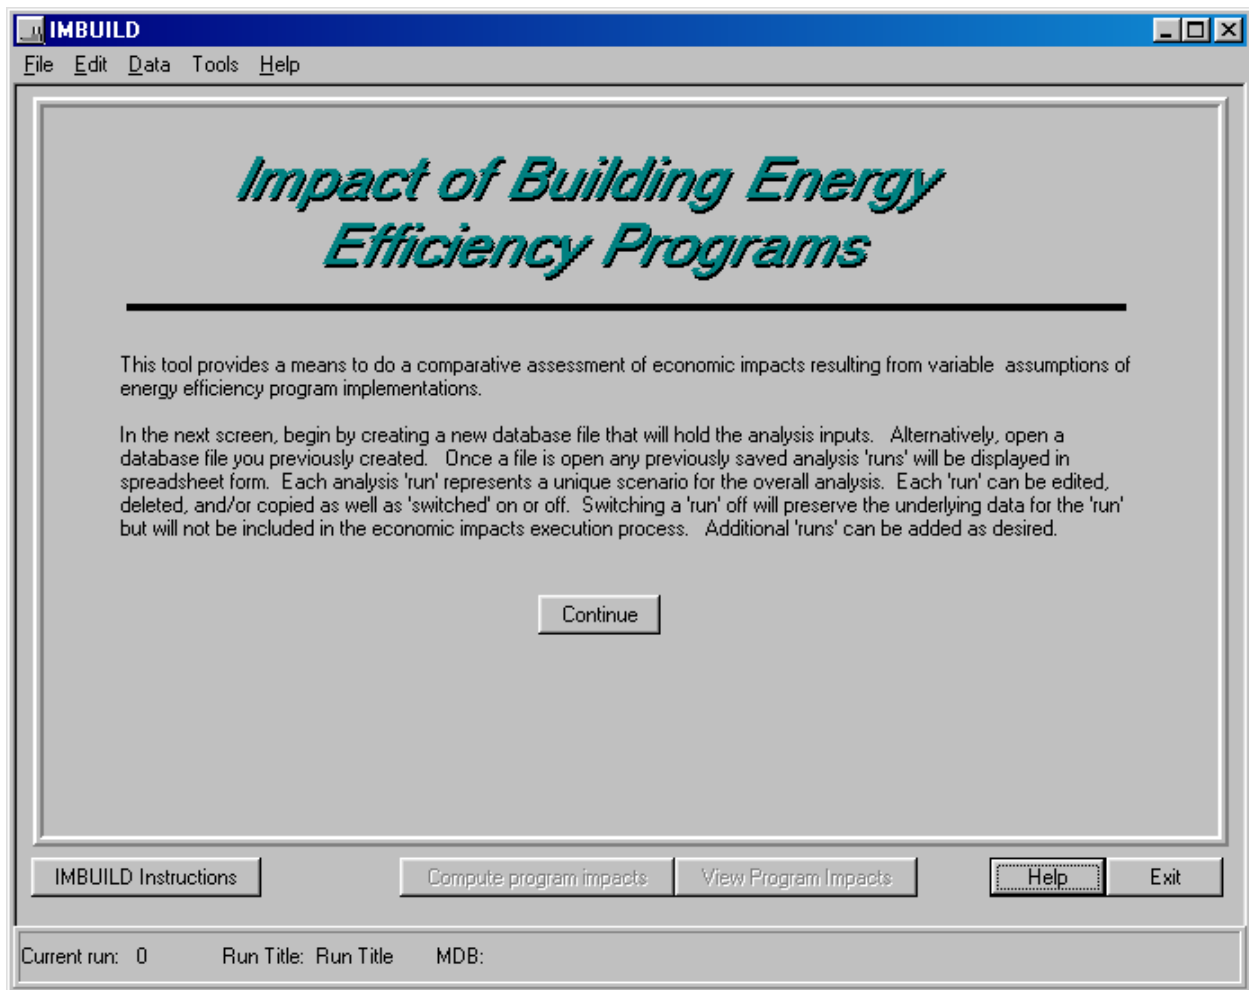 IMBUILD
File Edit Data Tools Help
Impact of Building Energy
Efficiency Programs
This tool provides a means to do a comparative assessment of economic impacts resulting from variable assumptions of
energy efficiency program implementations.
In the next screen, begin by creating a new database file that will hold the analysis inputs. Alternatively, open a
database file you previously created. Once a file is open any previously saved analysis 'runs' will be displayed in
spreadsheet form. Each analysis 'run' represents a unique scenario for the overall analysis. Each 'run' can be edited,
deleted, and/or copied as well as 'switched' on or off. Switching a 'run' off will preserve the underlying data for the 'run'
but will not be included in the economic impacts execution process. Additional 'runs' can be added as desired.
Continue
IMBUILD Instructions Compute program impacts View Program Impacts Help Exit
Current run: 0 Run Title: Run Title MDB: